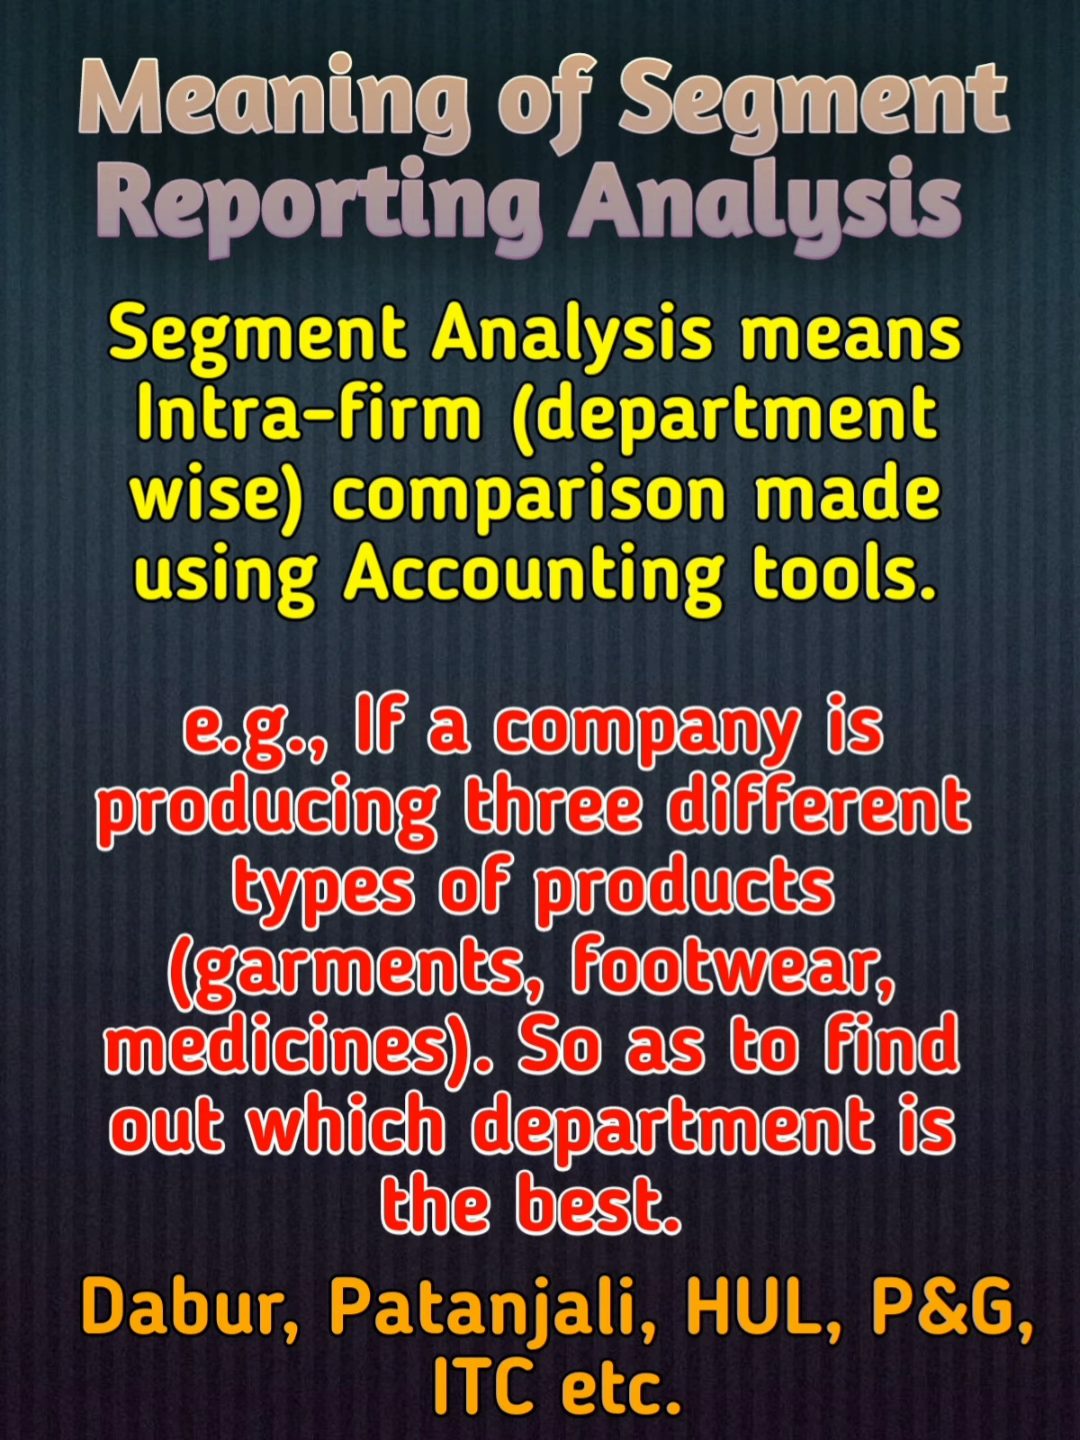 Meaning of Segment
Reporting Analysis
Segment Analysis means
Intra-firm (department
wise) comparison made
using Accounting tools.
e.g., If a company is
producing three different
types of products
(garments, footwear,
medicines). So as to find
out which department is
the best.
Dabur, Patanjali, HUL, P&G,
ITC etc.